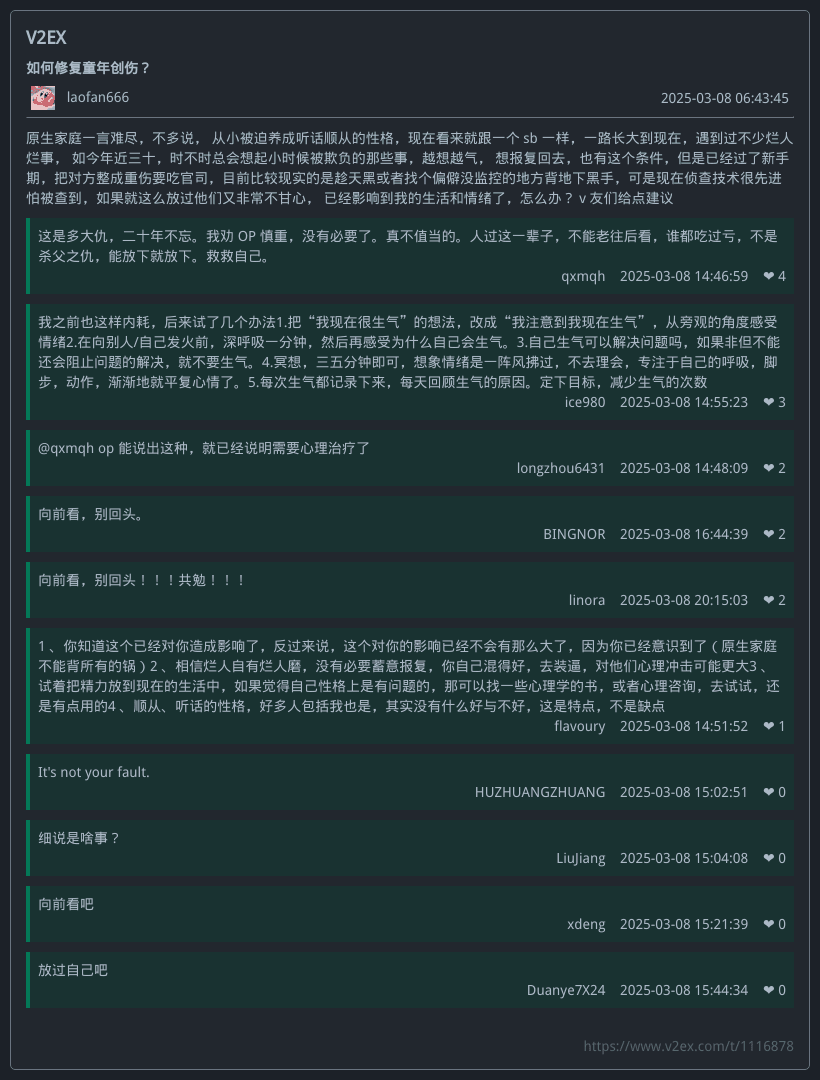 V2EX
如何修复童年创伤？
laofan666 2025-03-08 06:43:45
原生家庭一言难尽，不多说， 从小被迫养成听话顺从的性格，现在看来就跟一个 sb 一样，一路长大到现在，遇到过不少烂人
烂事， 如今年近三十，时不时总会想起小时候被欺负的那些事，越想越气， 想报复回去，也有这个条件，但是已经过了新手
期，把对方整成重伤要吃官司，目前比较现实的是趁天黑或者找个偏僻没监控的地方背地下黑手，可是现在侦查技术很先进
怕被查到，如果就这么放过他们又非常不甘心， 已经影响到我的生活和情绪了，怎么办？ v 友们给点建议
这是多大仇，二十年不忘。我劝 OP 慎重，没有必要了。真不值当的。人过这一辈子，不能老往后看，谁都吃过亏，不是
杀父之仇，能放下就放下。救救自己。
qxmqh 2025-03-08 14:46:59 ❤ 4
我之前也这样内耗，后来试了几个办法1.把“我现在很生气”的想法，改成“我注意到我现在生气”，从旁观的角度感受
情绪2.在向别人/自己发火前，深呼吸一分钟，然后再感受为什么自己会生气。3.自己生气可以解决问题吗，如果非但不能
还会阻止问题的解决，就不要生气。4.冥想，三五分钟即可，想象情绪是一阵风拂过，不去理会，专注于自己的呼吸，脚
步，动作，渐渐地就平复心情了。5.每次生气都记录下来，每天回顾生气的原因。定下目标，减少生气的次数
ice980 2025-03-08 14:55:23 ❤ 3
@qxmqh op 能说出这种，就已经说明需要心理治疗了
longzhou6431 2025-03-08 14:48:09 ❤ 2
向前看，别回头。
BINGNOR 2025-03-08 16:44:39 ❤ 2
向前看，别回头！！！共勉！！！
linora 2025-03-08 20:15:03 ❤ 2
1 、你知道这个已经对你造成影响了，反过来说，这个对你的影响已经不会有那么大了，因为你已经意识到了（原生家庭
不能背所有的锅）2 、相信烂人自有烂人磨，没有必要蓄意报复，你自己混得好，去装逼，对他们心理冲击可能更大3 、
试着把精力放到现在的生活中，如果觉得自己性格上是有问题的，那可以找一些心理学的书，或者心理咨询，去试试，还
是有点用的4 、顺从、听话的性格，好多人包括我也是，其实没有什么好与不好，这是特点，不是缺点
flavoury 2025-03-08 14:51:52 ❤ 1
It's not your fault.
HUZHUANGZHUANG 2025-03-08 15:02:51 ❤ 0
细说是啥事？
LiuJiang 2025-03-08 15:04:08 ❤ 0
向前看吧
xdeng 2025-03-08 15:21:39 ❤ 0
放过自己吧
Duanye7X24 2025-03-08 15:44:34 ❤ 0
https://www.v2ex.com/t/1116878